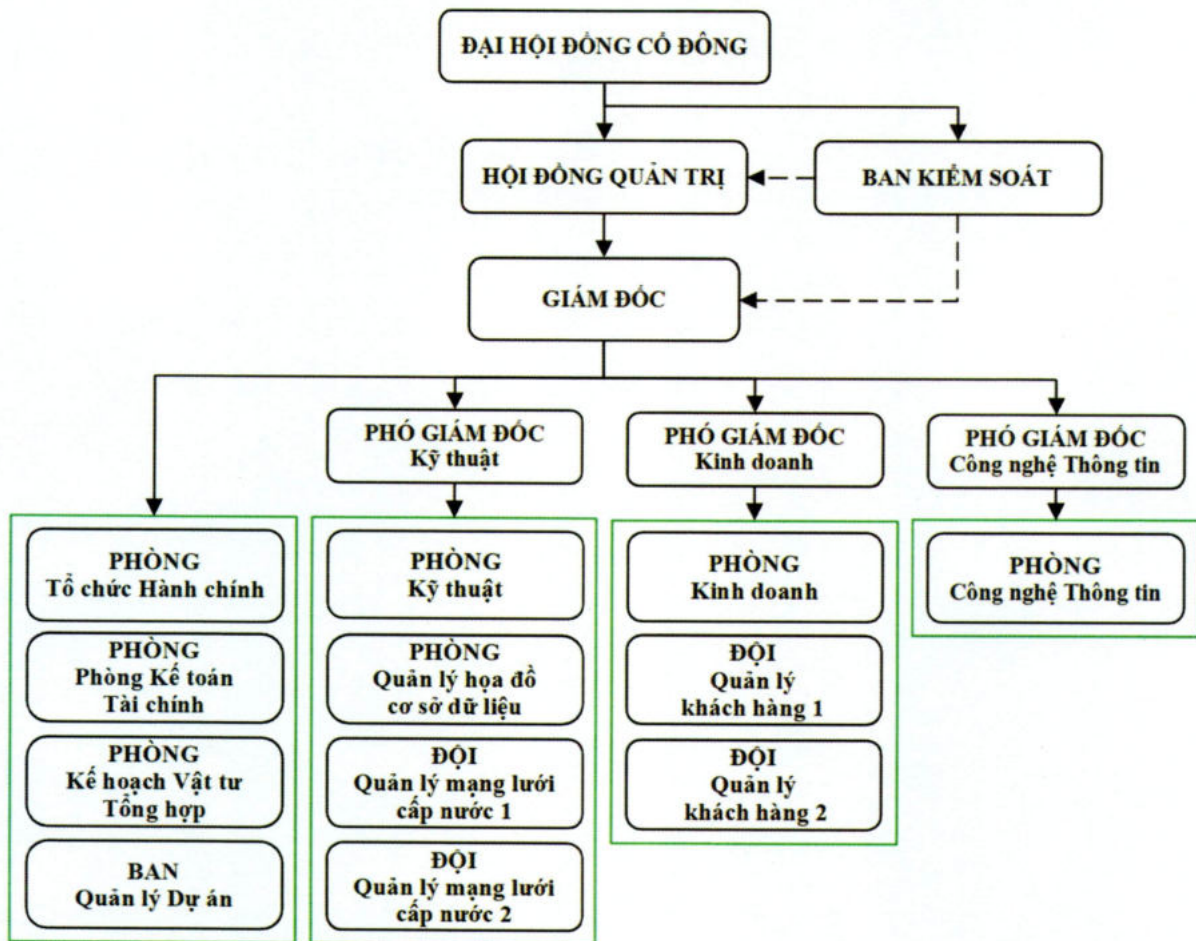 ĐẠI HỘI ĐỒNG CỔ ĐÔNG
HỘI ĐỒNG QUẢN TRỊ
BAN KIỂM SOÁT
GIÁM ĐỐC
PHÓ GIÁM ĐỐC
Kỹ thuật
PHÓ GIÁM ĐỐC
Kinh doanh
PHÓ GIÁM ĐỐC
Công nghệ Thông tin
PHÒNG
Tổ chức Hành chính
PHÒNG
Phòng Kế toán
Tài chính
PHÒNG
Kế hoạch Vật tư
Tổng hợp
BAN
Quản lý Dự án
PHÒNG
Kỹ thuật
PHÒNG
Quản lý họa đồ
cơ sở dữ liệu
ĐỘI
Quản lý mạng lưới
cấp nước 1
ĐỘI
Quản lý mạng lưới
cấp nước 2
PHÒNG
Kinh doanh
ĐỘI
Quản lý
khách hàng 1
ĐỘI
Quản lý
khách hàng 2
PHÒNG
Công nghệ Thông tin